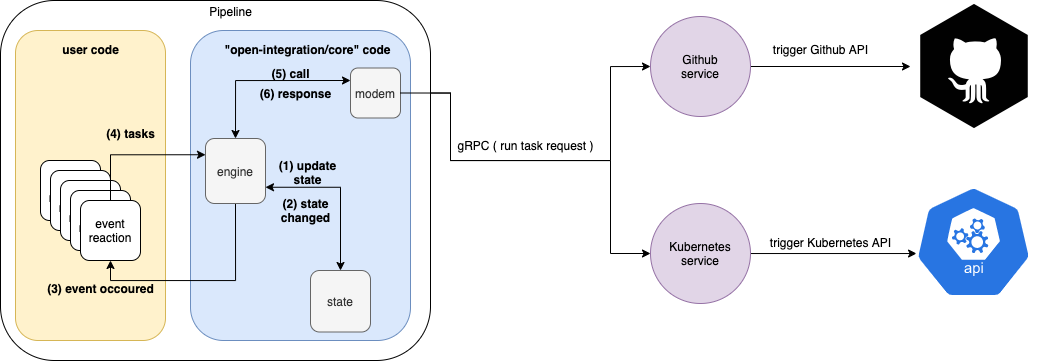 Pipeline
user code
"open-integration/core" code
(5) call
(6) response
modem
(4) tasks
engine
(1) update
state
(2) state
changed
event
reaction
(3) event occoured
state
gRPC ( run task request )
Github
service
trigger Github API
Kubernetes
service
trigger Kubernetes API
api